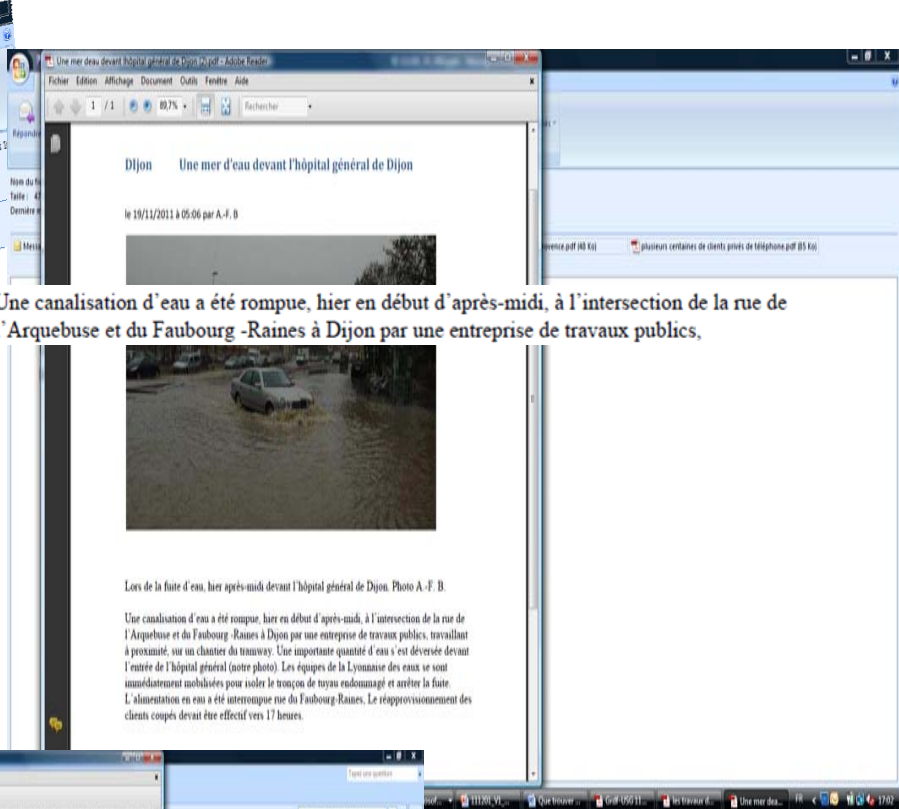 Une mer deau devant lhôpital général de Dijon (2).pdf - Adobe Reader
Fichier Edition Affichage Document Outils Fenêtre Aide
1 / 1 89,7% Rechercher
Répondre
DIjon Une mer d'eau devant l'hôpital général de Dijon
Nom du
Taille :
Dernière
le 19/11/2011 à 05:06 par A.-F. B
provence.pdf (48 Ko) plusieurs centaines de clients privés de téléphone.pdf (85 Ko)
Une canalisation d'eau a été rompue, hier en début d'après-midi, à l'intersection de la rue de
l'Arquebuse et du Faubourg -Raines à Dijon par une entreprise de travaux publics,
Lors de la fuite d'eau, hier après-midi devant l'hôpital général de Dijon. Photo A.-F. B.
Une canalisation d'eau a été rompue, hier en début d'après-midi, à l'intersection de la rue de
l'Arquebuse et du Faubourg -Raines à Dijon par une entreprise de travaux publics, travaillant
à proximité, sur un chantier du tramway. Une importante quantité d'eau s'est déversée devant
l'entrée de l'hôpital général (notre photo). Les équipes de la Lyonnaise des eaux se sont
immédiatement mobilisées pour isoler le tronçon de tuyau endommagé et arrêter la fuite.
L'alimentation en eau a été interrompue rue du Faubourg-Raines. Le réapprovisionnement des
clients coupés devait être effectif vers 17 heures.
Tapez une question
111201_V1_... Que trouver ... Grdf-USG 11... les travaux d... Une mer dea... FR 17:02